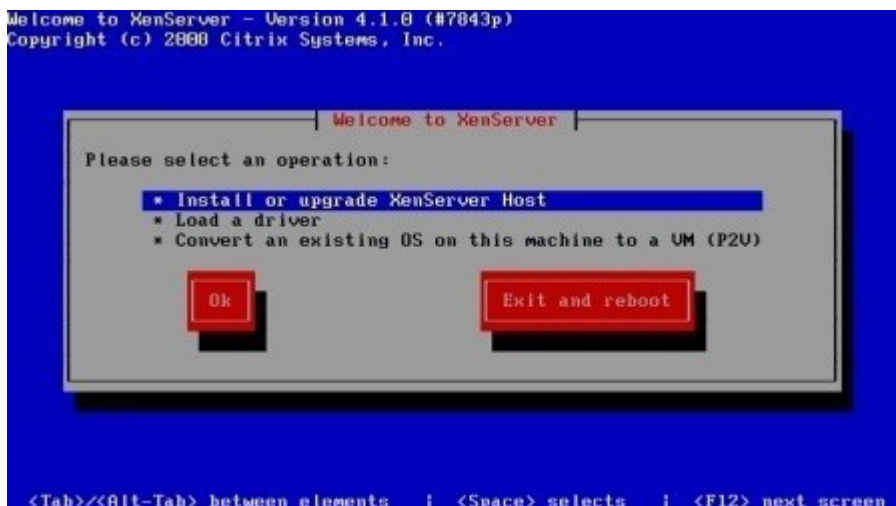 Welcome to XenServer - Version 4.1.0 (#7843p)
Copyright (c) 2008 Citrix Systems, Inc.
Welcome to XenServer
Please select an operation:
* Install or upgrade XenServer Host
* Load a driver
* Convert an existing OS on this machine to a VM (P2V)
Ok Exit and reboot
<Tab>/<Alt-Tab> between elements | <Space> selects | <F12> next screen